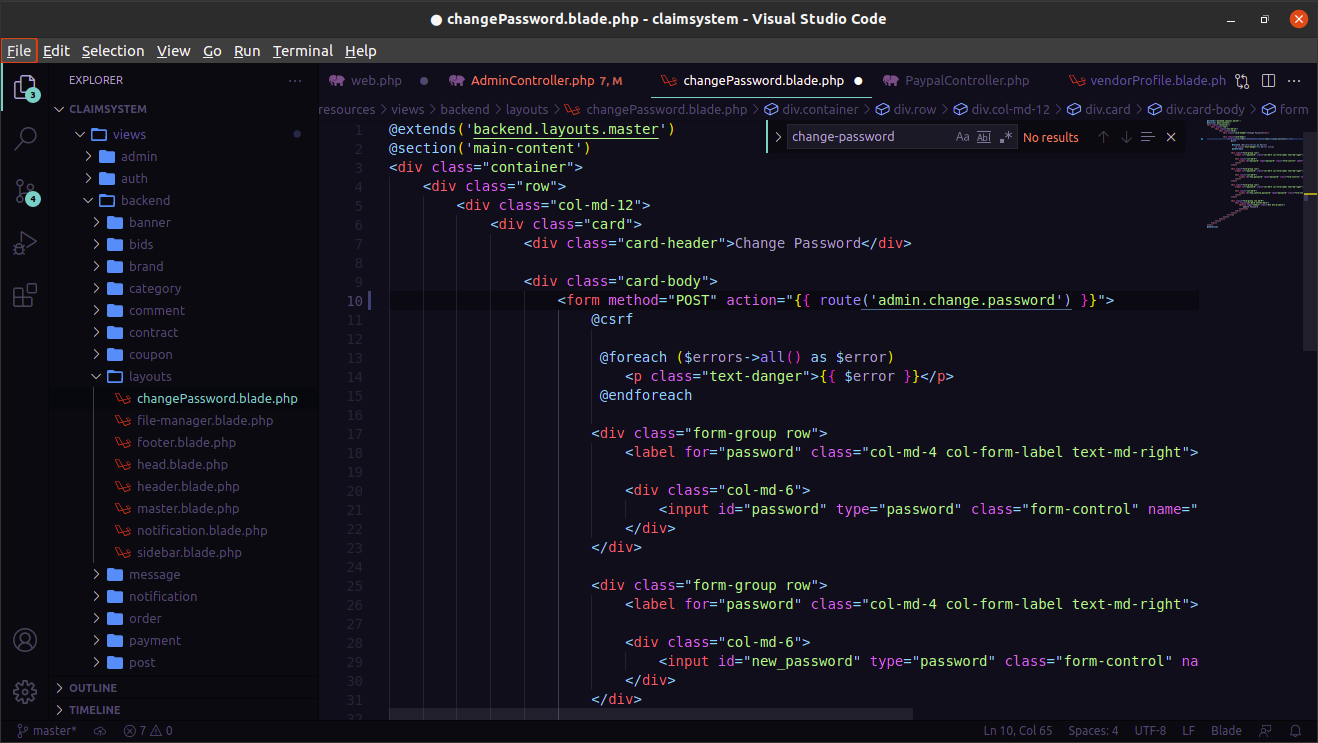 ● changePassword.blade.php - claimsystem - Visual Studio Code
File Edit Selection View Go Run Terminal Help
EXPLORER ...
3
CLAIMSYSTEM
views
admin
auth
4
backend
banner
bids
brand
category
comment
contract
coupon
layouts
changePassword.blade.php
file-manager.blade.php
footer.blade.php
head.blade.php
header.blade.php
master.blade.php
notification.blade.php
sidebar.blade.php
message
notification
order
payment
post
OUTLINE
TIMELINE
web.php ● AdminController.php 7, M changePassword.blade.php ● PaypalController.php vendorProfile.blade.ph ...
resources > views > backend > layouts > changePassword.blade.php > div.container > div.row > div.col-md-12 > div.card > div.card-body > form
change-password Aa Abl .* No results
1 @extends('backend.layouts.master')
2 @section('main-content')
3 <div class="container">
4 <div class="row">
5 <div class="col-md-12">
6 <div class="card">
7 <div class="card-header">Change Password</div>
8
9 <div class="card-body">
10 <form method="POST" action="{{ route('admin.change.password') }}">
11 @csrf
12
13 @foreach ($errors->all() as $error)
14 <p class="text-danger">{{ $error }}</p>
15 @endforeach
16
17 <div class="form-group row">
18 <label for="password" class="col-md-4 col-form-label text-md-right">
19
20 <div class="col-md-6">
21 <input id="password" type="password" class="form-control" name="
22 </div>
23 </div>
24
25 <div class="form-group row">
26 <label for="password" class="col-md-4 col-form-label text-md-right">
27
28 <div class="col-md-6">
29 <input id="new_password" type="password" class="form-control" na
30 </div>
31 </div>
32
master* 7 0 Ln 10, Col 65 Spaces: 4 UTF-8 LF Blade